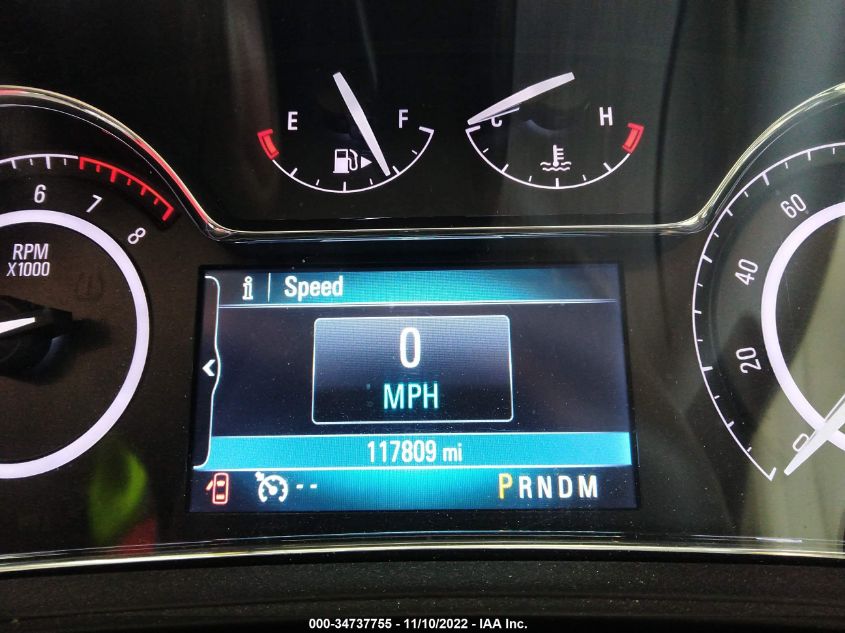 E F
C H
6
7
8
RPM
X1000
i Speed
0
MPH
117809 mi
-- PRNDM
60
40
20
0
000-34737755 - 11/10/2022 - IAA Inc.